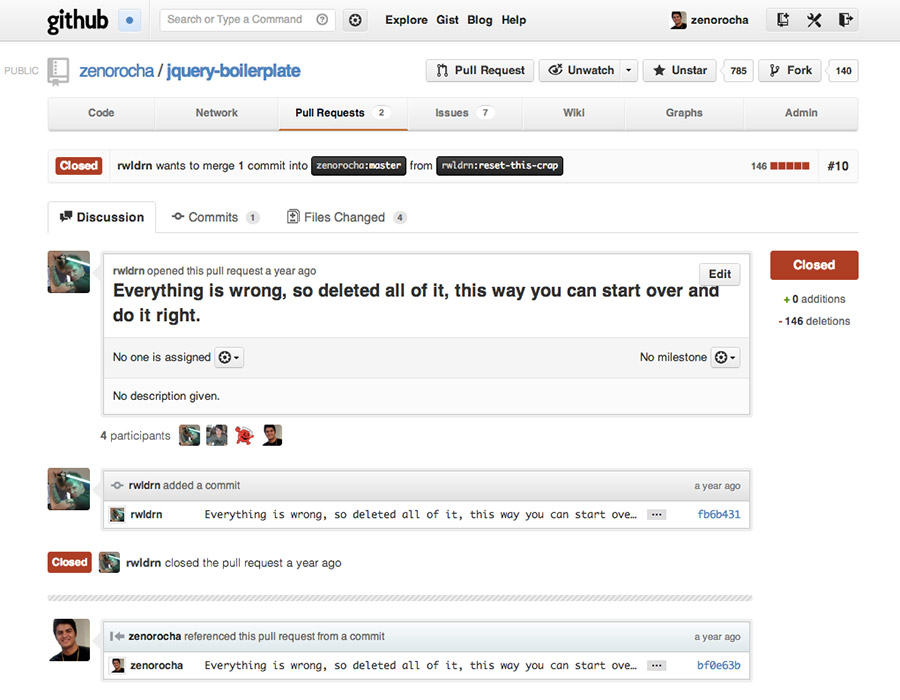 github Search or Type a Command Explore Gist Blog Help zenorocha
PUBLIC zenorocha / jquery-boilerplate Pull Request Unwatch Unstar 785 Fork 140
Code Network Pull Requests 2 Issues 7 Wiki Graphs Admin
Closed rwldrn wants to merge 1 commit into zenorocha:master from rwldrn:reset-this-crap 146 #10
Discussion Commits 1 Files Changed 4
rwldrn opened this pull request a year ago Edit Closed
Everything is wrong, so deleted all of it, this way you can start over and
do it right.
+ 0 additions
- 146 deletions
No one is assigned No milestone
No description given.
4 participants
rwldrn added a commit a year ago
rwldrn Everything is wrong, so deleted all of it, this way you can start ove… ... fb6b431
Closed rwldrn closed the pull request a year ago
zenorocha referenced this pull request from a commit a year ago
zenorocha Everything is wrong, so deleted all of it, this way you can start ove… ... bf0e63b